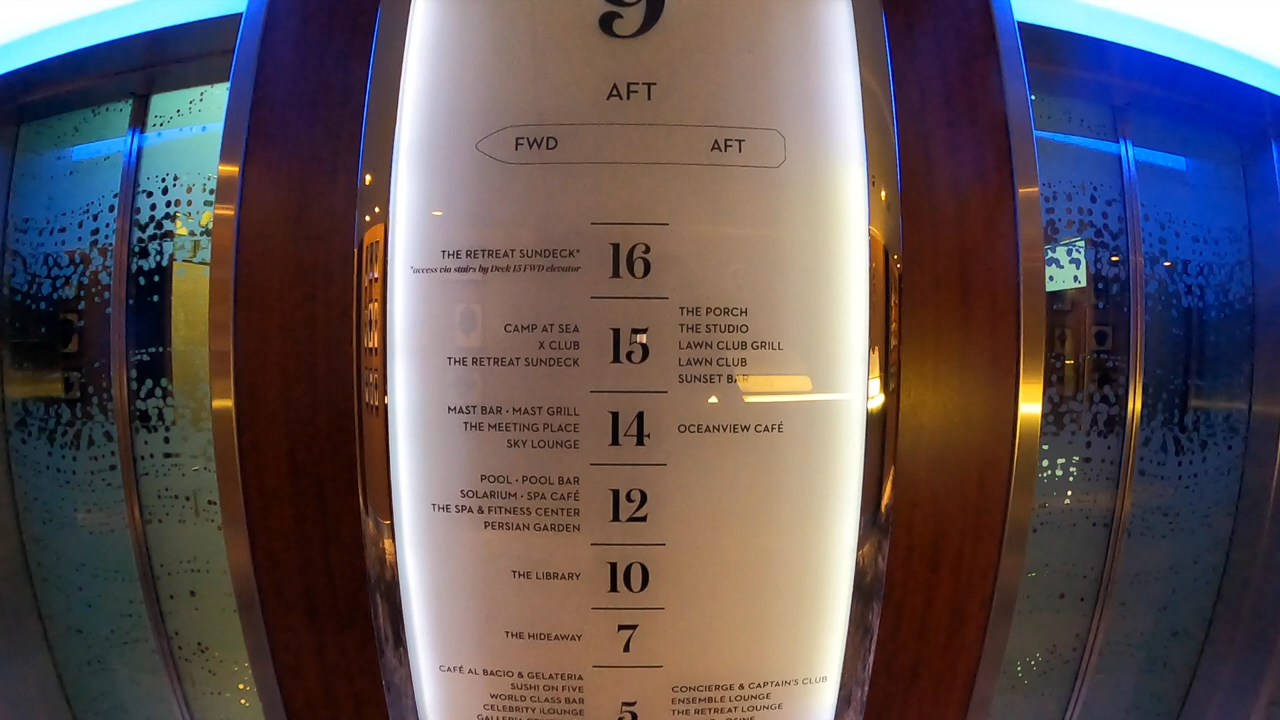 9
AFT
FWD AFT
THE RETREAT SUNDECK*
*access via stairs by Deck 15 FWD elevator
16
CAMP AT SEA
X CLUB
THE RETREAT SUNDECK
15
THE PORCH
THE STUDIO
LAWN CLUB GRILL
LAWN CLUB
SUNSET BAR
MAST BAR • MAST GRILL
THE MEETING PLACE
SKY LOUNGE
14
OCEANVIEW CAFÉ
POOL • POOL BAR
SOLARIUM • SPA CAFÉ
THE SPA & FITNESS CENTER
PERSIAN GARDEN
12
THE LIBRARY
10
THE HIDEAWAY
7
CAFÉ AL BACIO & GELATERIA
SUSHI ON FIVE
WORLD CLASS BAR
CELEBRITY iLOUNGE
5
CONCIERGE & CAPTAIN'S CLUB
ENSEMBLE LOUNGE
THE RETREAT LOUNGE